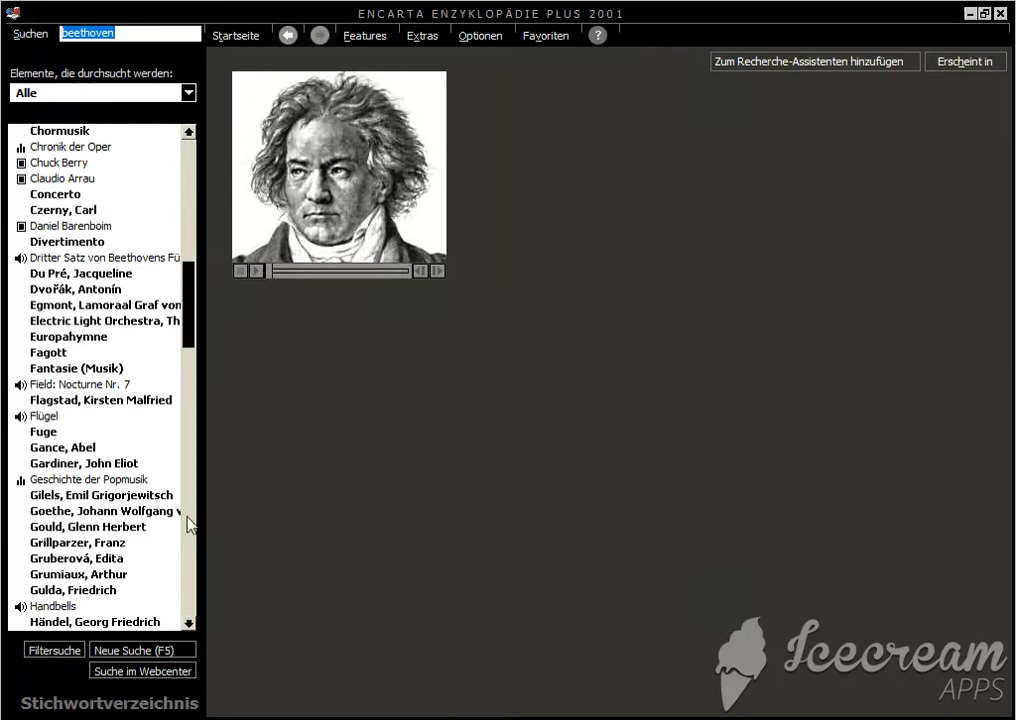 ENCARTA ENZYKLOPÄDIE PLUS 2001
Suchen beethoven Startseite Features Extras Optionen Favoriten ?
Zum Recherche-Assistenten hinzufügen Erscheint in
Elemente, die durchsucht werden:
Alle
Chormusik
Chronik der Oper
Chuck Berry
Claudio Arrau
Concerto
Czerny, Carl
Daniel Barenboim
Divertimento
Dritter Satz von Beethovens Fü
Du Pré, Jacqueline
Dvořák, Antonín
Egmont, Lamoraal Graf von
Electric Light Orchestra, Th
Europahymne
Fagott
Fantasie (Musik)
Field: Nocturne Nr. 7
Flagstad, Kirsten Malfried
Flügel
Fuge
Gance, Abel
Gardiner, John Eliot
Geschichte der Popmusik
Gilels, Emil Grigorjewitsch
Goethe, Johann Wolfgang v
Gould, Glenn Herbert
Grillparzer, Franz
Gruberová, Edita
Grumiaux, Arthur
Gulda, Friedrich
Handbells
Händel, Georg Friedrich
Filtersuche Neue Suche (F5)
Suche im Webcenter
Stichwortverzeichnis
Icecream
APPS